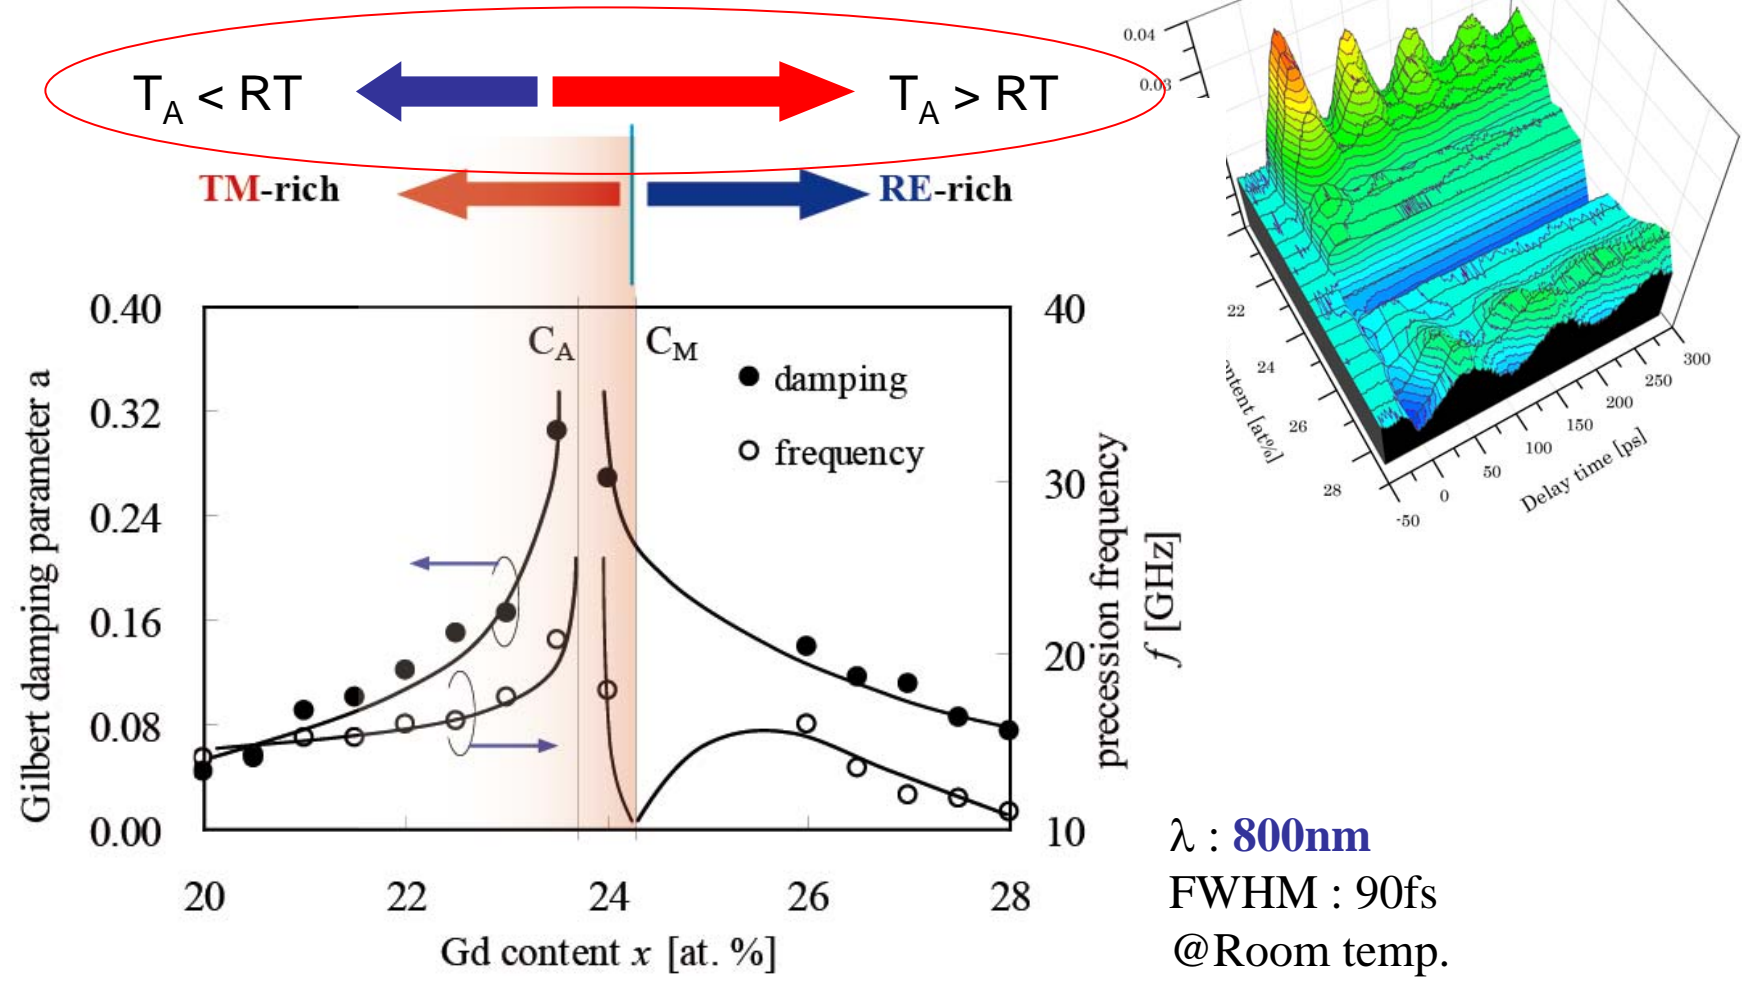 T_A < RT
T_A > RT
TM-rich
RE-rich
0.40
0.32
0.24
0.16
0.08
0.00
Gilbert damping parameter a
C_A
C_M
damping
frequency
40
30
20
10
precession frequency
f [GHz]
20
22
24
26
28
Gd content x [at. %]
0.04
0.03
22
24
26
28
ontent [at%]
-50
0
50
100
150
200
250
300
Delay time [ps]
λ : 800nm
FWHM : 90fs
@Room temp.